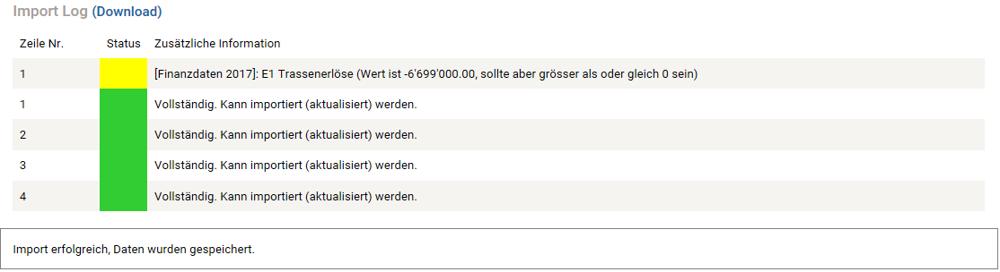 Import Log (Download)
Zeile Nr. Status Zusätzliche Information
1 [Finanzdaten 2017]: E1 Trassenerlöse (Wert ist -6'699'000.00, sollte aber grösser als oder gleich 0 sein)
1 Vollständig. Kann importiert (aktualisiert) werden.
2 Vollständig. Kann importiert (aktualisiert) werden.
3 Vollständig. Kann importiert (aktualisiert) werden.
4 Vollständig. Kann importiert (aktualisiert) werden.
Import erfolgreich, Daten wurden gespeichert.